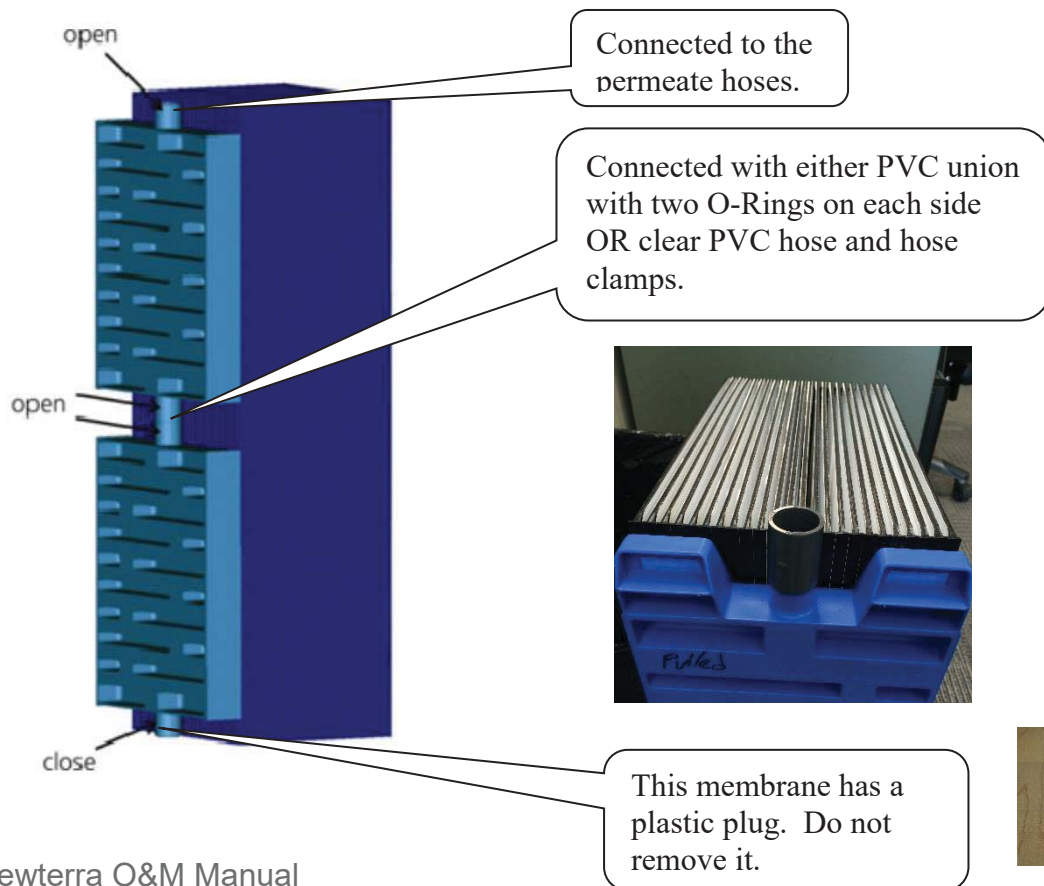 open
Connected to the
permeate hoses.
Connected with either PVC union
with two O-Rings on each side
OR clear PVC hose and hose
clamps.
open
Pulled
close
This membrane has a
plastic plug. Do not
remove it.
ewterra O&M Manual